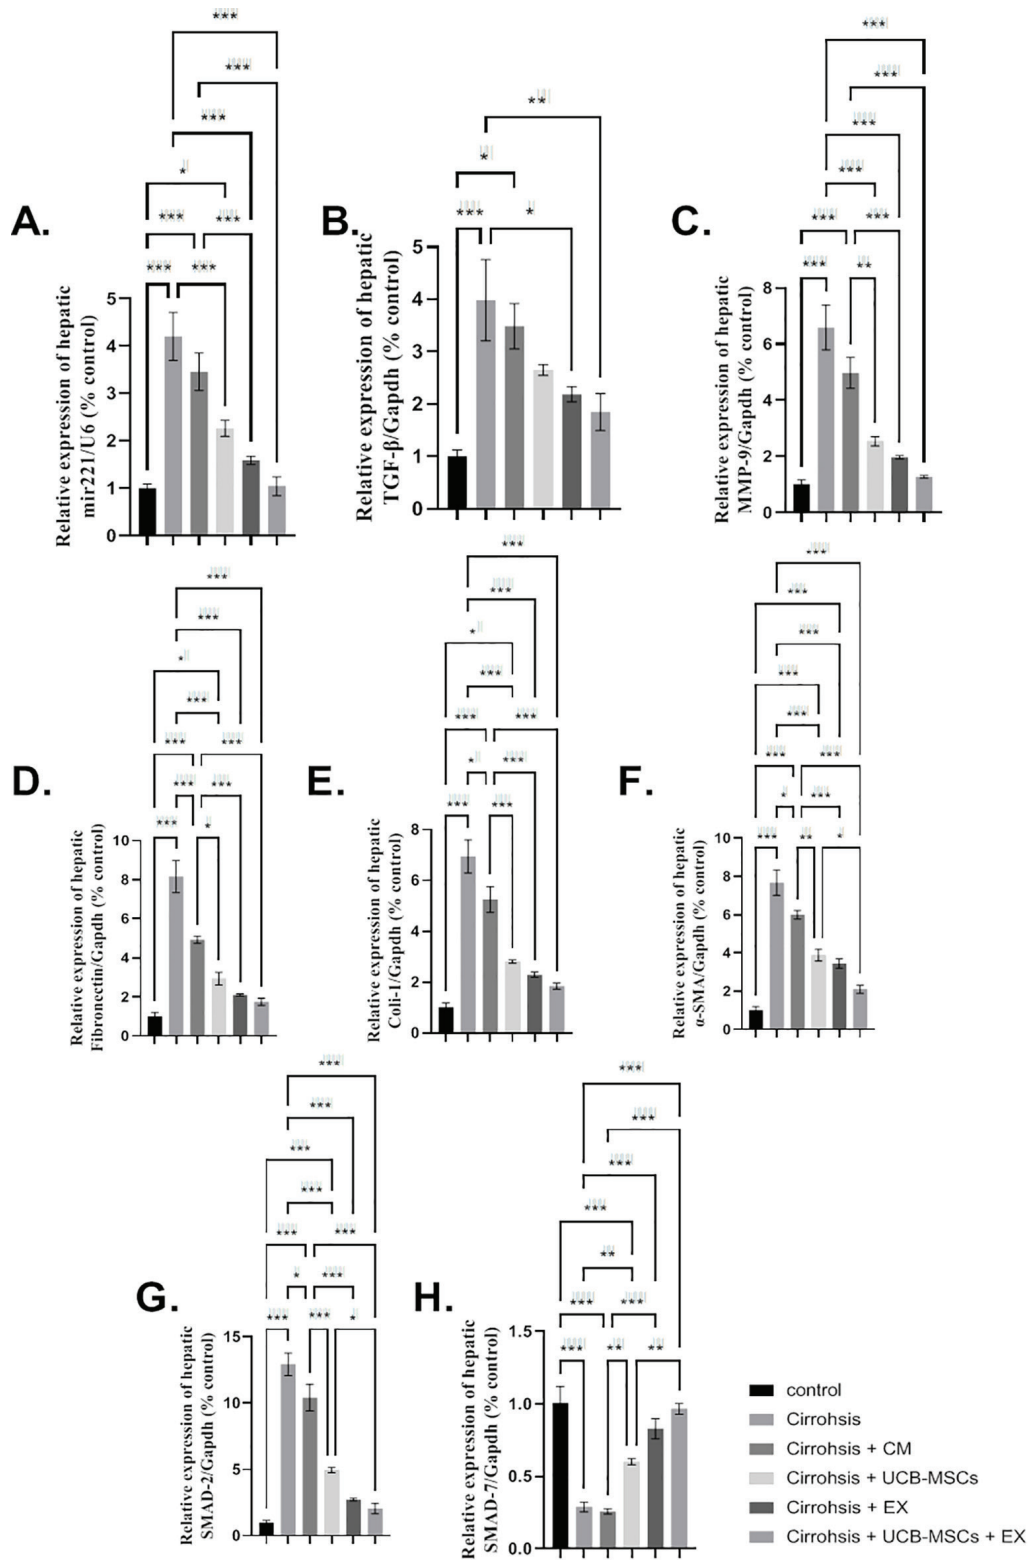 ***
***
***
*
*** ***
*** ***
A.
Relative expression of hepatic
mir221/U6 (% control)
5
4
3
2
1
0
**
*
*** *
B.
Relative expression of hepatic
TGF-β/Gapdh (% control)
5
4
3
2
1
0
***
***
***
***
*** ***
*** **
C.
Relative expression of hepatic
MMP-9/Gapdh (% control)
8
6
4
2
0
***
***
*
***
*** ***
*** ***
*** *
D.
Relative expression of hepatic
Fibronectin/Gapdh (% control)
10
8
6
4
2
0
***
***
*
***
*** ***
* ***
*** ***
E.
Relative expression of hepatic
Coli-1/Gapdh (% control)
8
6
4
2
0
***
***
***
***
***
*** ***
* ***
*** ** *
F.
Relative expression of hepatic
α-SMA/Gapdh (% control)
10
8
6
4
2
0
***
***
***
***
*** ***
* ***
*** *** *
G.
Relative expression of hepatic
SMAD-2/Gapdh (% control)
15
10
5
0
***
***
***
***
**
*** ***
*** ** **
H.
Relative expression of hepatic
SMAD-7/Gapdh (% control)
1.5
1.0
0.5
0.0
control
Cirrohsis
Cirrohsis + CM
Cirrohsis + UCB-MSCs
Cirrohsis + EX
Cirrohsis + UCB-MSCs + EX